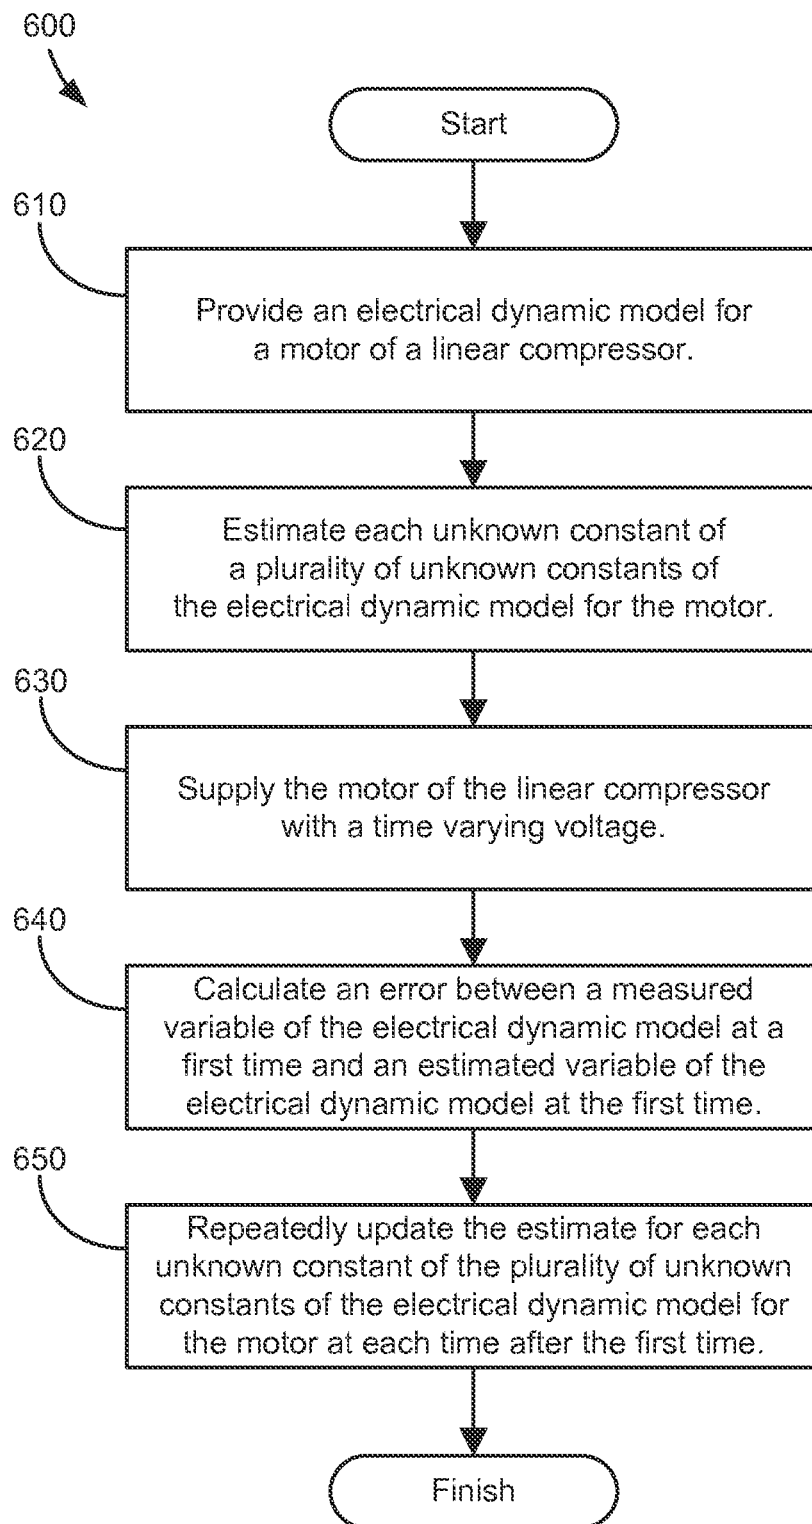 600
Start
610
Provide an electrical dynamic model for
a motor of a linear compressor.
620
Estimate each unknown constant of
a plurality of unknown constants of
the electrical dynamic model for the motor.
630
Supply the motor of the linear compressor
with a time varying voltage.
640
Calculate an error between a measured
variable of the electrical dynamic model at a
first time and an estimated variable of the
electrical dynamic model at the first time.
650
Repeatedly update the estimate for each
unknown constant of the plurality of unknown
constants of the electrical dynamic model for
the motor at each time after the first time.
Finish